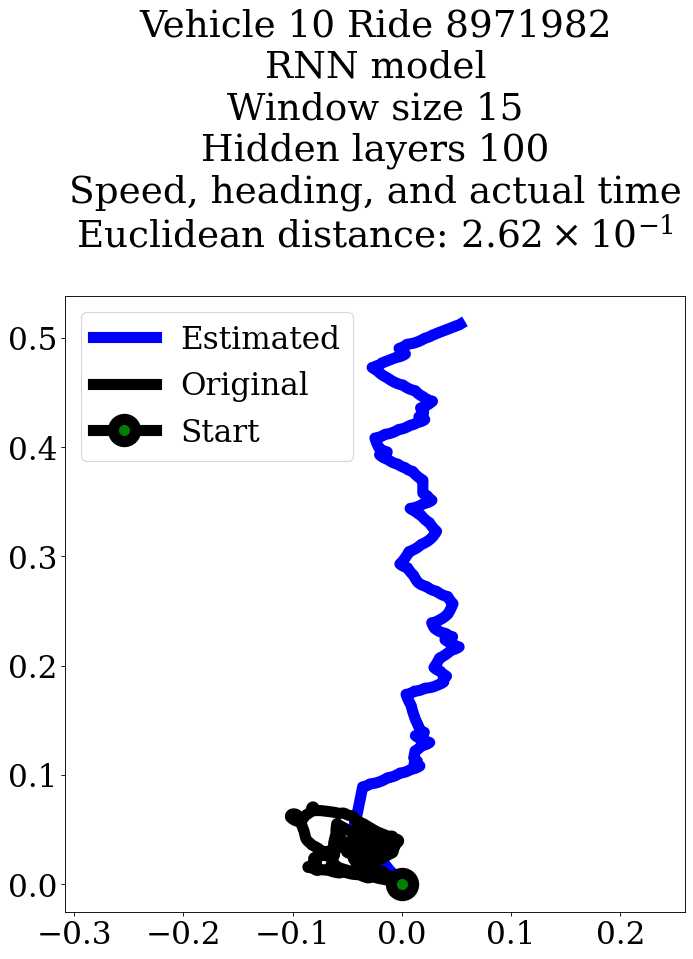 Vehicle 10 Ride 8971982
RNN model
Window size 15
Hidden layers 100
Speed, heading, and actual time
Euclidean distance: 2.62 × 10⁻¹
Estimated
Original
Start
0.5
0.4
0.3
0.2
0.1
0.0
−0.3 −0.2 −0.1 0.0 0.1 0.2